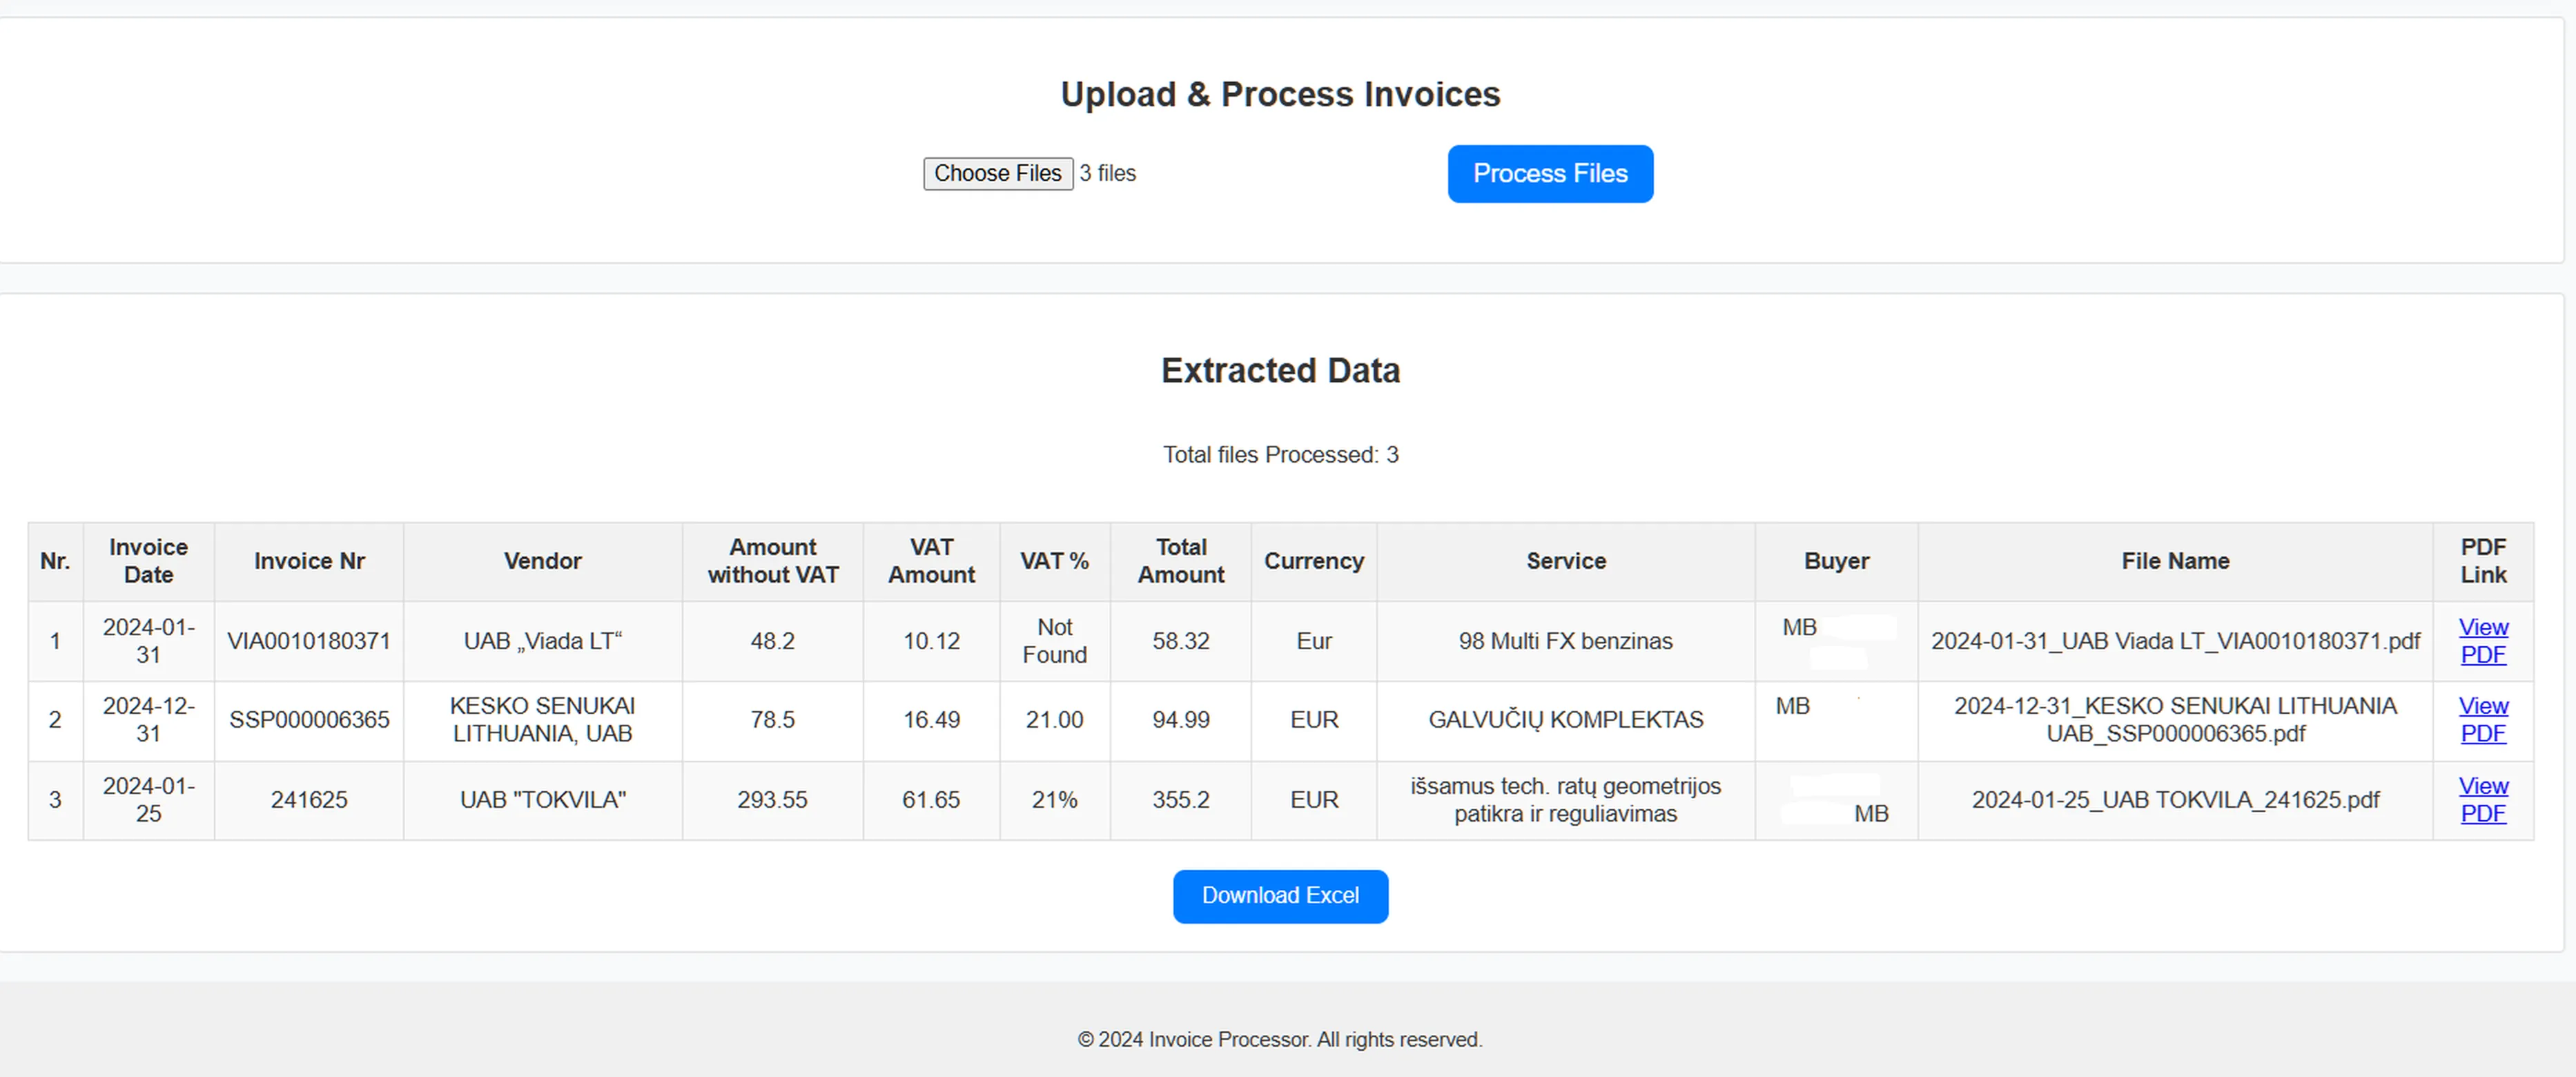 Upload & Process Invoices
Choose Files 3 files
Process Files
Extracted Data
Total files Processed: 3
Nr. Invoice Date Invoice Nr Vendor Amount without VAT VAT Amount VAT % Total Amount Currency Service Buyer File Name PDF Link
1 2024-01-31 VIA0010180371 UAB „Viada LT“ 48.2 10.12 Not Found 58.32 Eur 98 Multi FX benzinas MB 2024-01-31_UAB Viada LT_VIA0010180371.pdf View PDF
2 2024-12-31 SSP000006365 KESKO SENUKAI LITHUANIA, UAB 78.5 16.49 21.00 94.99 EUR GALVUČIŲ KOMPLEKTAS MB 2024-12-31_KESKO SENUKAI LITHUANIA UAB_SSP000006365.pdf View PDF
3 2024-01-25 241625 UAB "TOKVILA" 293.55 61.65 21% 355.2 EUR išsamus tech. ratų geometrijos patikra ir reguliavimas MB 2024-01-25_UAB TOKVILA_241625.pdf View PDF
Download Excel
© 2024 Invoice Processor. All rights reserved.